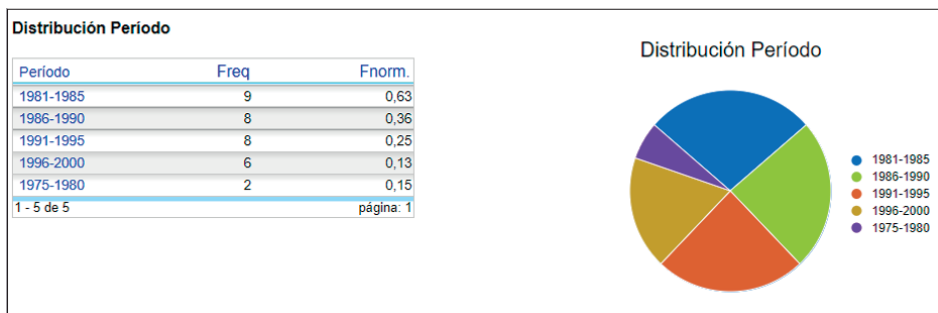 Distribución Período
Período Freq Fnorm.
1981-1985 9 0,63
1986-1990 8 0,36
1991-1995 8 0,25
1996-2000 6 0,13
1975-1980 2 0,15
1 - 5 de 5 página: 1
Distribución Período
1981-1985
1986-1990
1991-1995
1996-2000
1975-1980